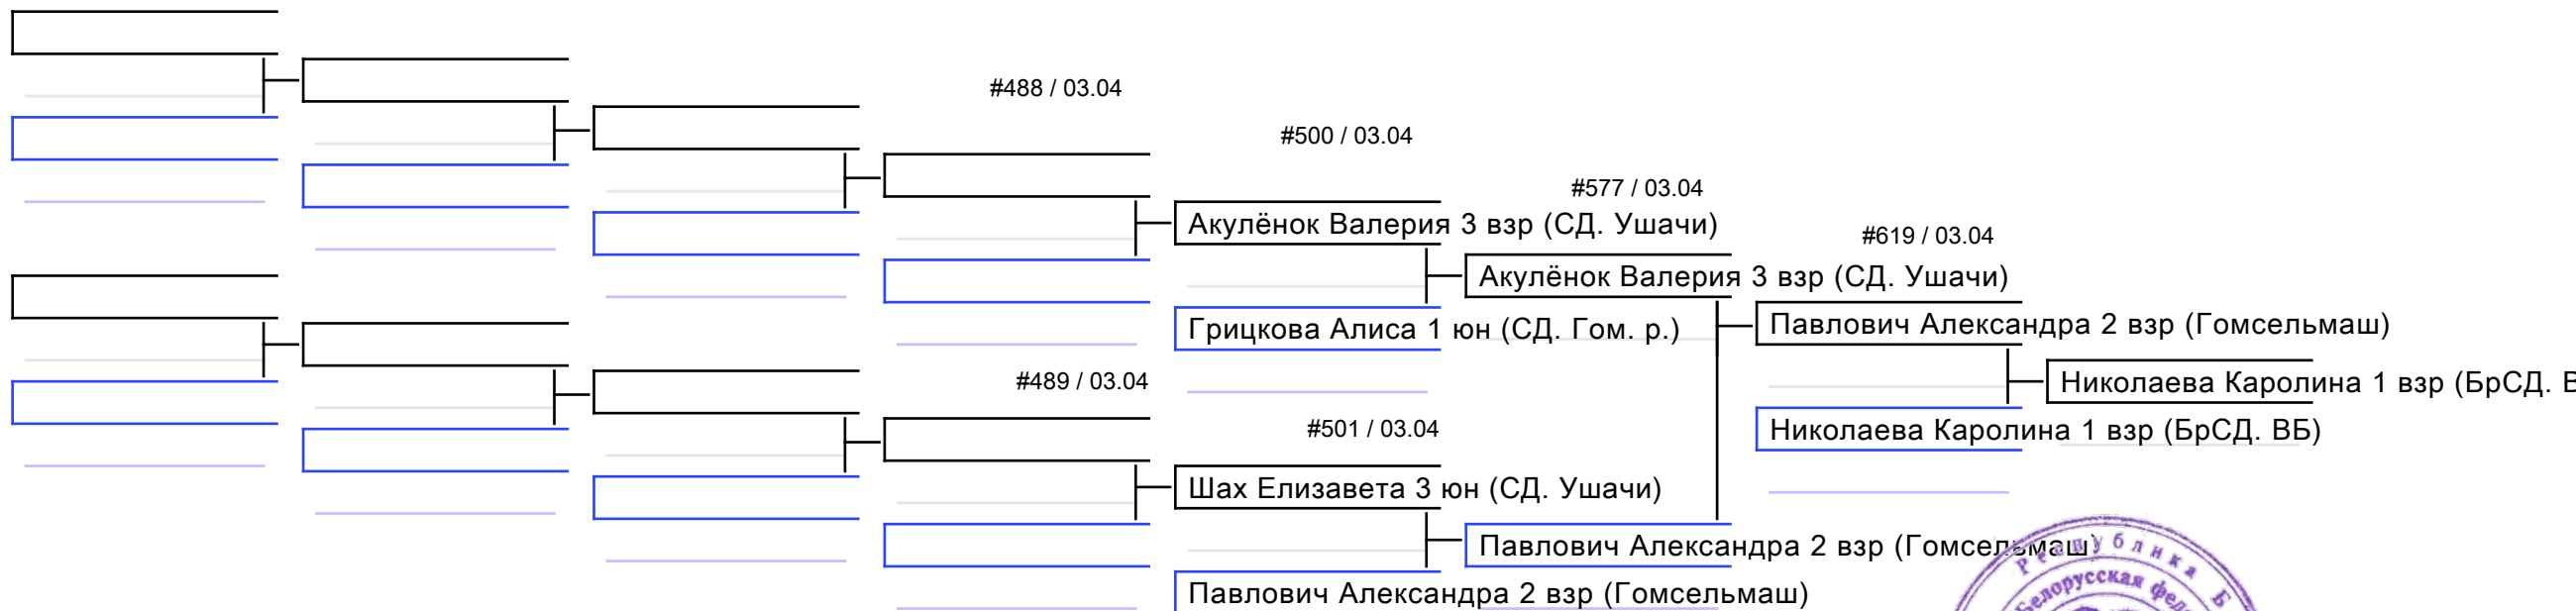 #488 / 03.04
#500 / 03.04
#577 / 03.04
Акулёнок Валерия 3 взр (СД. Ушачи)
#619 / 03.04
Акулёнок Валерия 3 взр (СД. Ушачи)
Грицкова Алиса 1 юн (СД. Гом. р.)
Павлович Александра 2 взр (Гомсельмаш)
#489 / 03.04
Николаева Каролина 1 взр (БрСД. В
#501 / 03.04
Николаева Каролина 1 взр (БрСД. ВБ)
Шах Елизавета 3 юн (СД. Ушачи)
Павлович Александра 2 взр (Гомсельмаш)
Республика Б
Белорусская фед
Павлович Александра 2 взр (Гомсельмаш)